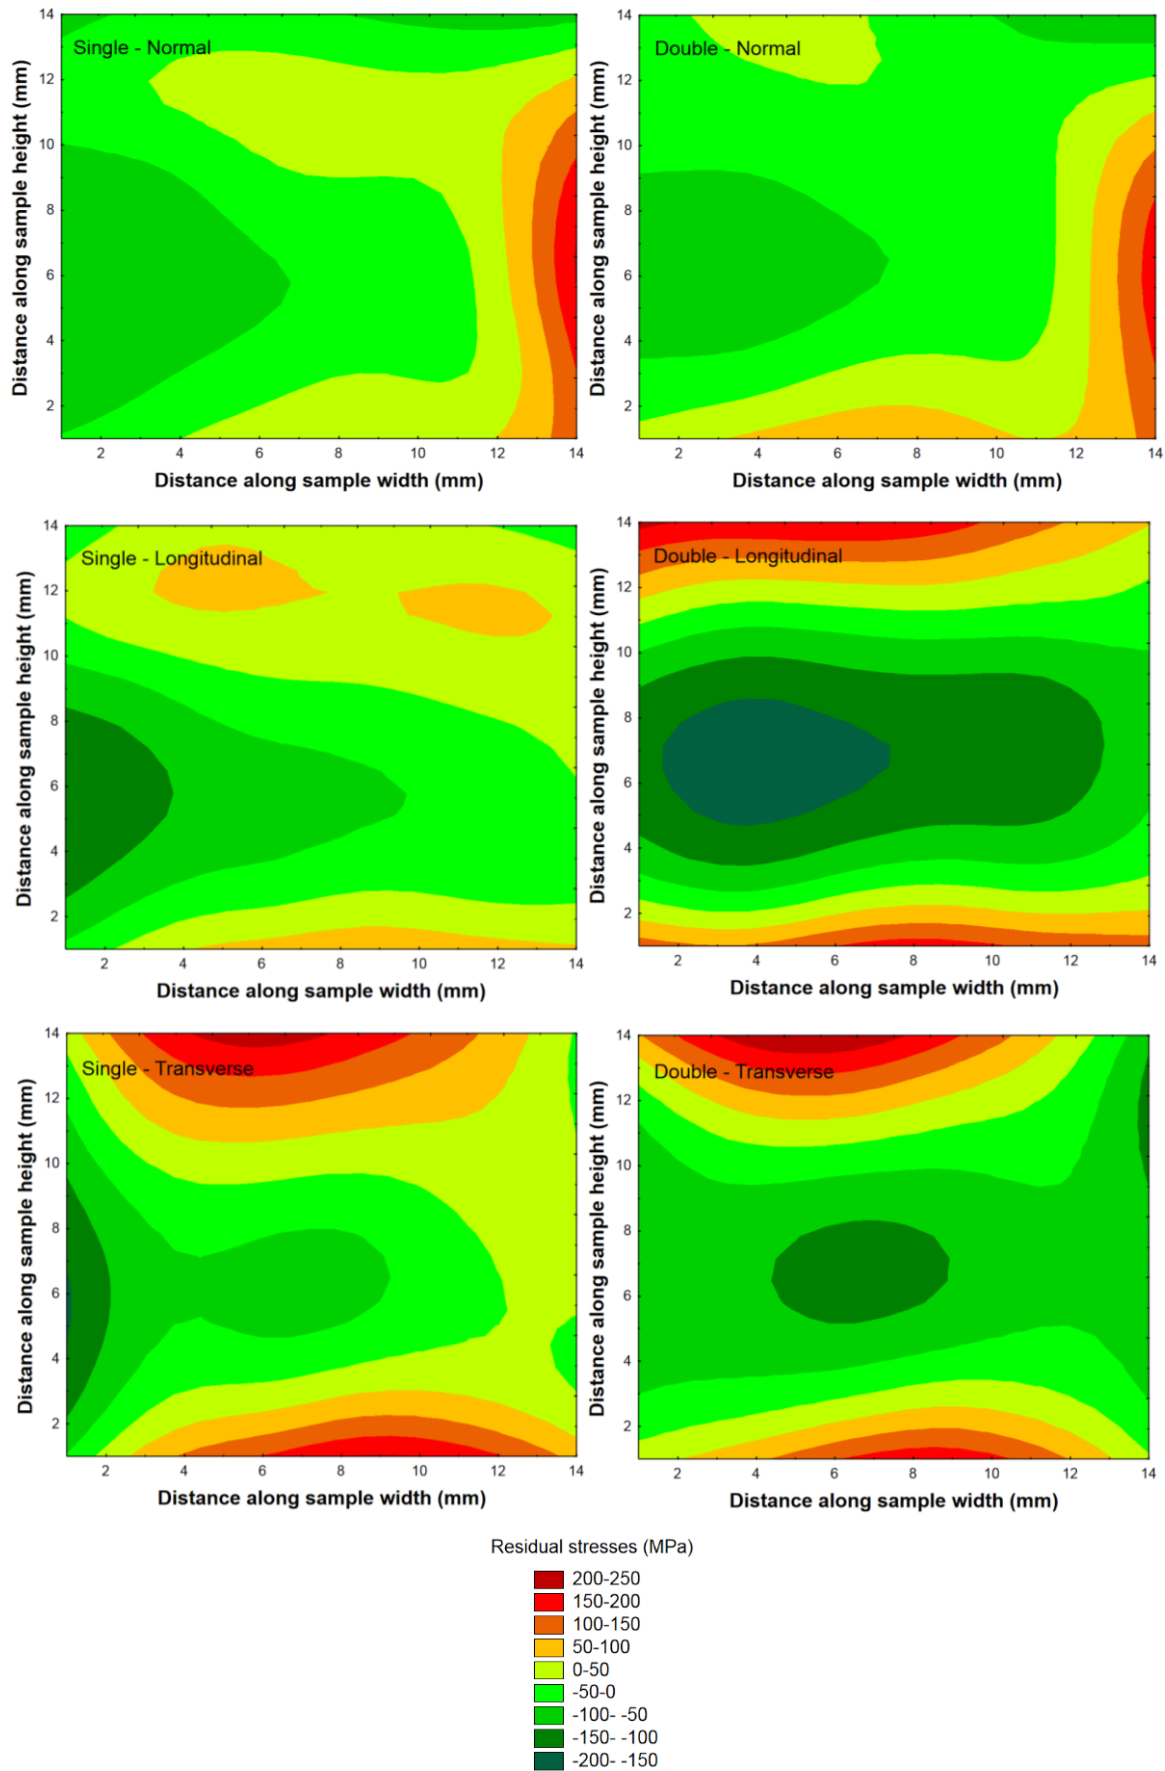 Single - Normal
Distance along sample height (mm)
14
12
10
8
6
4
2
2 4 6 8 10 12 14
Distance along sample width (mm)
Double - Normal
Distance along sample height (mm)
14
12
10
8
6
4
2
2 4 6 8 10 12 14
Distance along sample width (mm)
Single - Longitudinal
Distance along sample height (mm)
14
12
10
8
6
4
2
2 4 6 8 10 12 14
Distance along sample width (mm)
Double - Longitudinal
Distance along sample height (mm)
14
12
10
8
6
4
2
2 4 6 8 10 12 14
Distance along sample width (mm)
Single - Transverse
Distance along sample height (mm)
14
12
10
8
6
4
2
2 4 6 8 10 12 14
Distance along sample width (mm)
Double - Transverse
Distance along sample height (mm)
14
12
10
8
6
4
2
2 4 6 8 10 12 14
Distance along sample width (mm)
Residual stresses (MPa)
200-250
150-200
100-150
50-100
0-50
-50-0
-100- -50
-150- -100
-200- -150